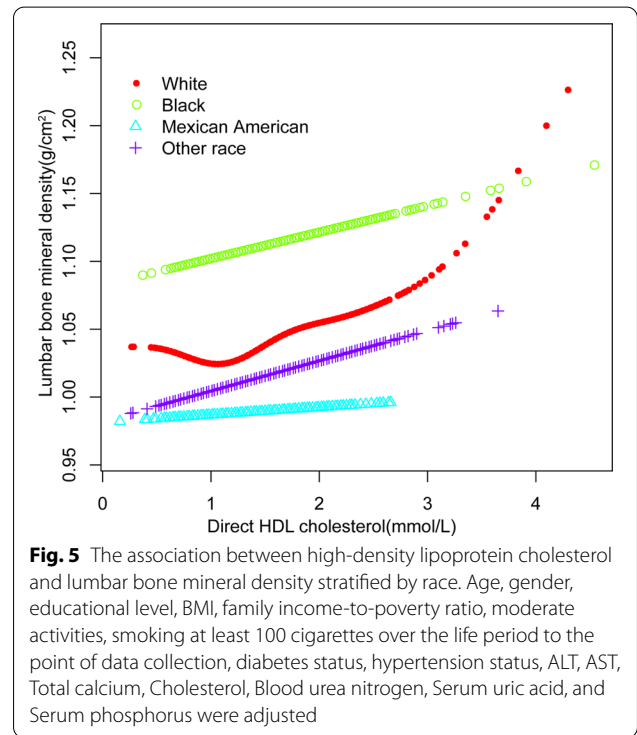 Lumbar bone mineral density(g/cm²)
1.25
1.20
1.15
1.10
1.05
1.00
0.95
White
Black
Mexican American
Other race
0 1 2 3 4
Direct HDL cholesterol(mmol/L)
Fig. 5 The association between high-density lipoprotein cholesterol
and lumbar bone mineral density stratified by race. Age, gender,
educational level, BMI, family income-to-poverty ratio, moderate
activities, smoking at least 100 cigarettes over the life period to the
point of data collection, diabetes status, hypertension status, ALT, AST,
Total calcium, Cholesterol, Blood urea nitrogen, Serum uric acid, and
Serum phosphorus were adjusted